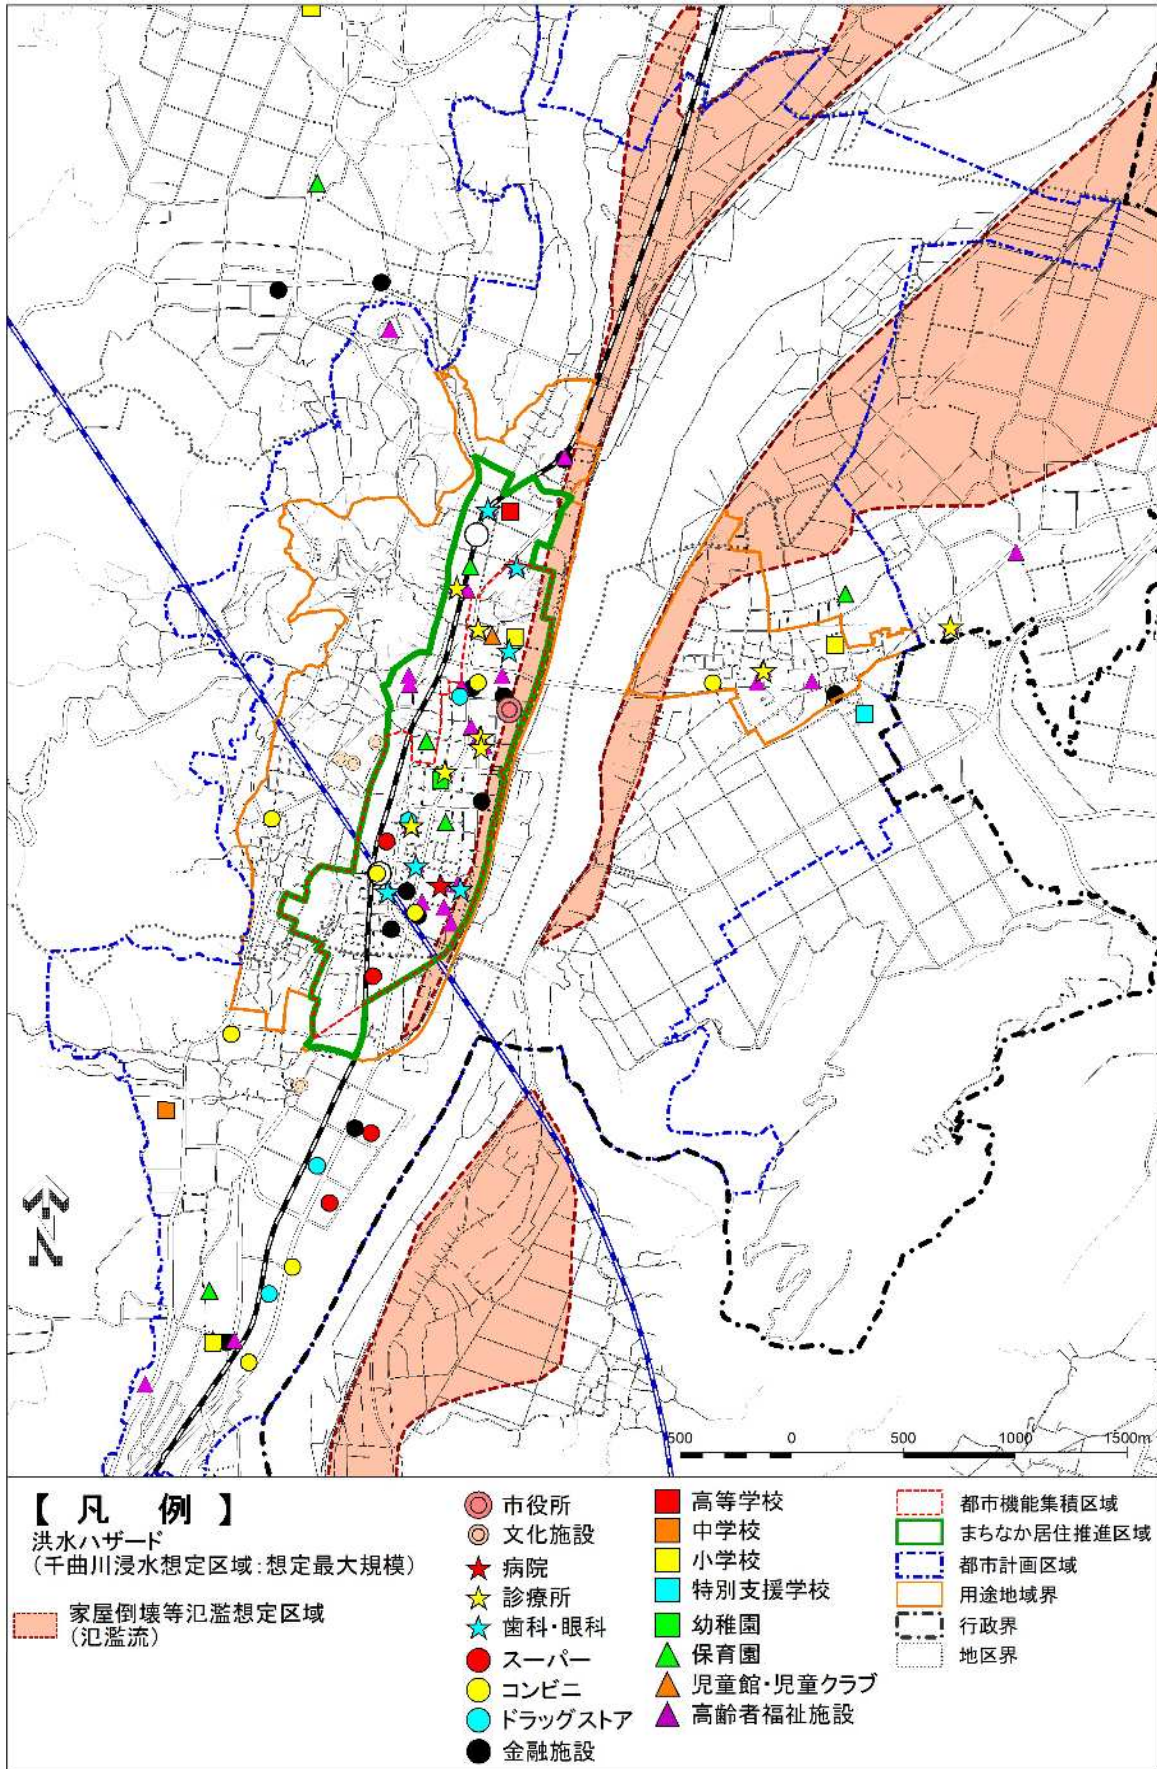 N
500 0 500 1000 1500m
【 凡 例 】
洪水ハザード
（千曲川浸水想定区域：想定最大規模）
家屋倒壊等氾濫想定区域
（氾濫流）
市役所
文化施設
病院
診療所
歯科・眼科
スーパー
コンビニ
ドラッグストア
金融施設
高等学校
中学校
小学校
特別支援学校
幼稚園
保育園
児童館・児童クラブ
高齢者福祉施設
都市機能集積区域
まちなか居住推進区域
都市計画区域
用途地域界
行政界
地区界